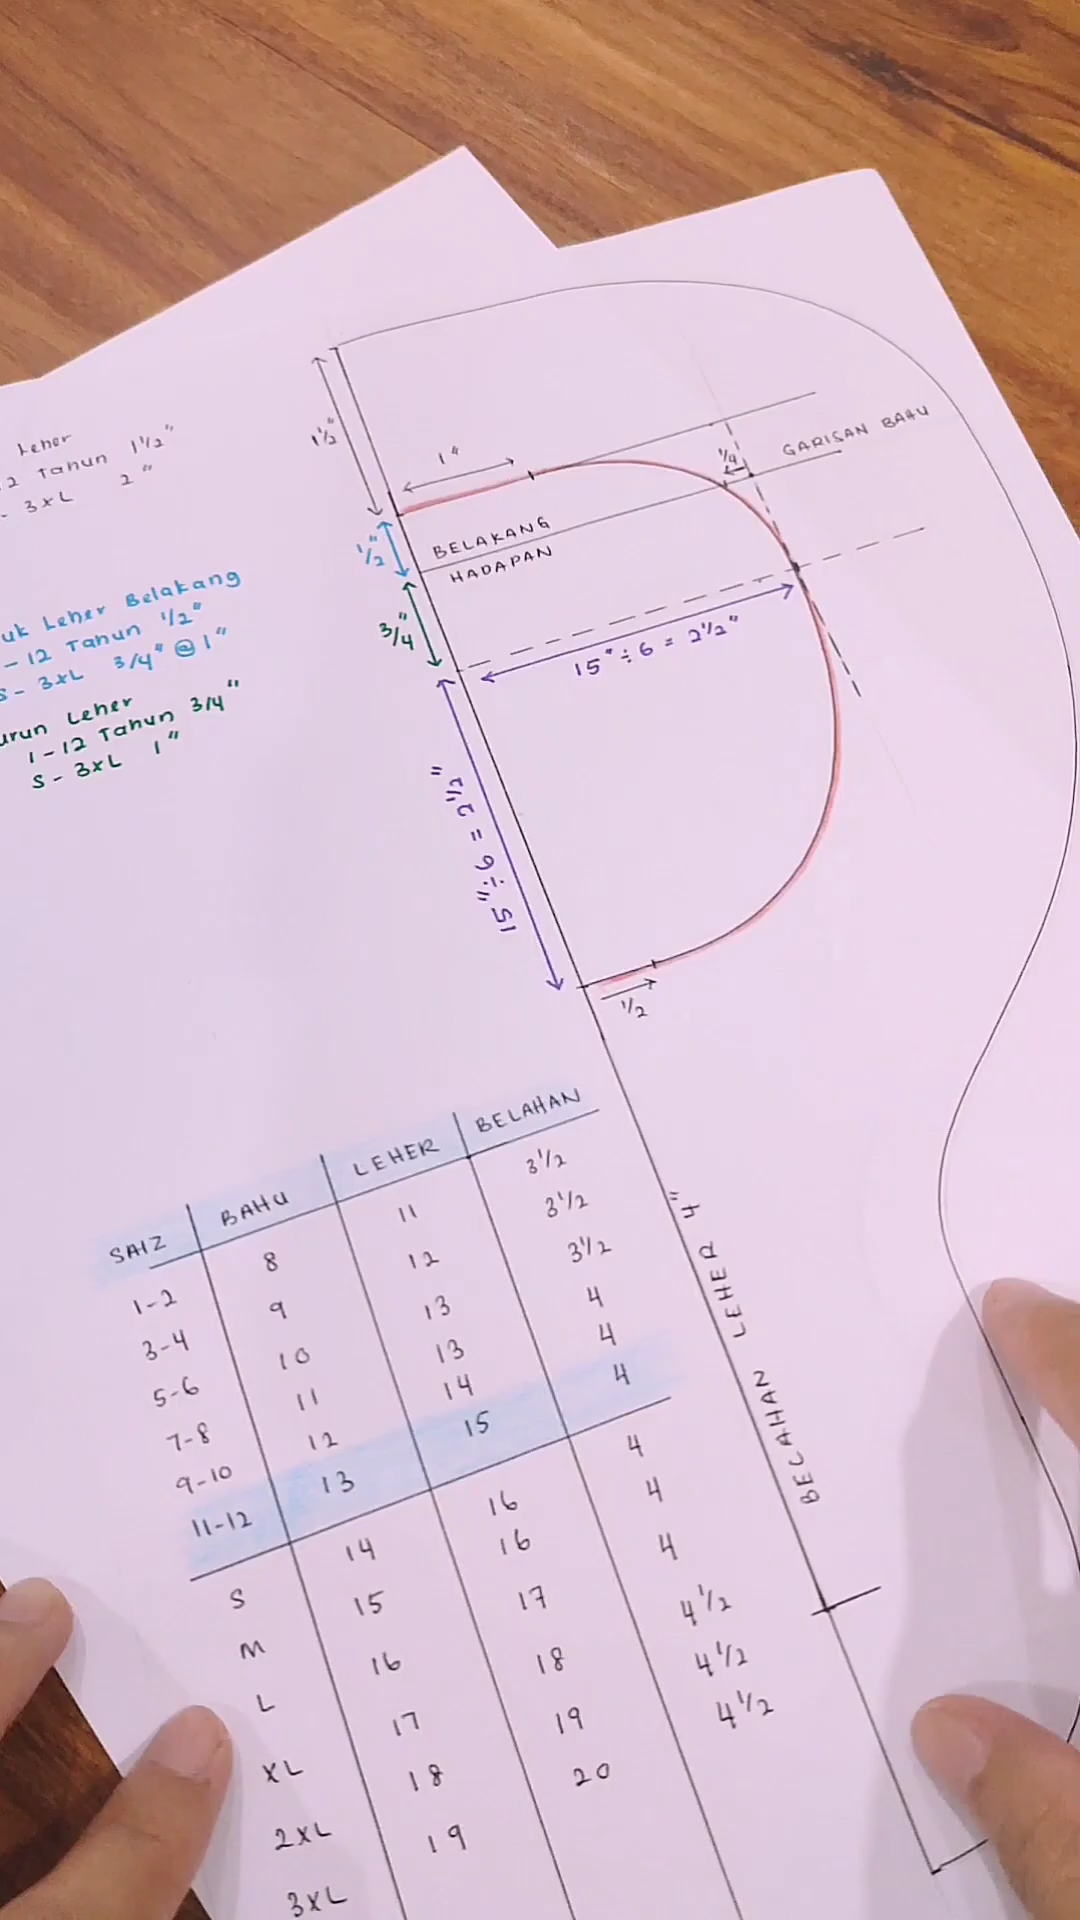 Leher
2 Tahun 1½"
- 3XL 2"
uk Leher Belakang
- 12 Tahun ½"
S - 3XL 3/4" @ 1"
urun Leher
1 - 12 Tahun 3/4"
S - 3XL 1"
1½"
1"
¼
GARISAN BAHU
½"
BELAKANG
HADAPAN
3/4"
15" ÷ 6 = 2½"
15" ÷ 6 = 2½"
½
BELAHAN LEHER 4"
SAIZ BAHU LEHER BELAHAN
1-2 8 11 3½
3-4 9 12 3½
5-6 10 13 3½
7-8 11 13 4
9-10 12 14 4
11-12 13 15 4
S 14 16 4
M 15 16 4
L 16 17 4
XL 17 18 4½
2XL 18 19 4½
3XL 19 20 4½